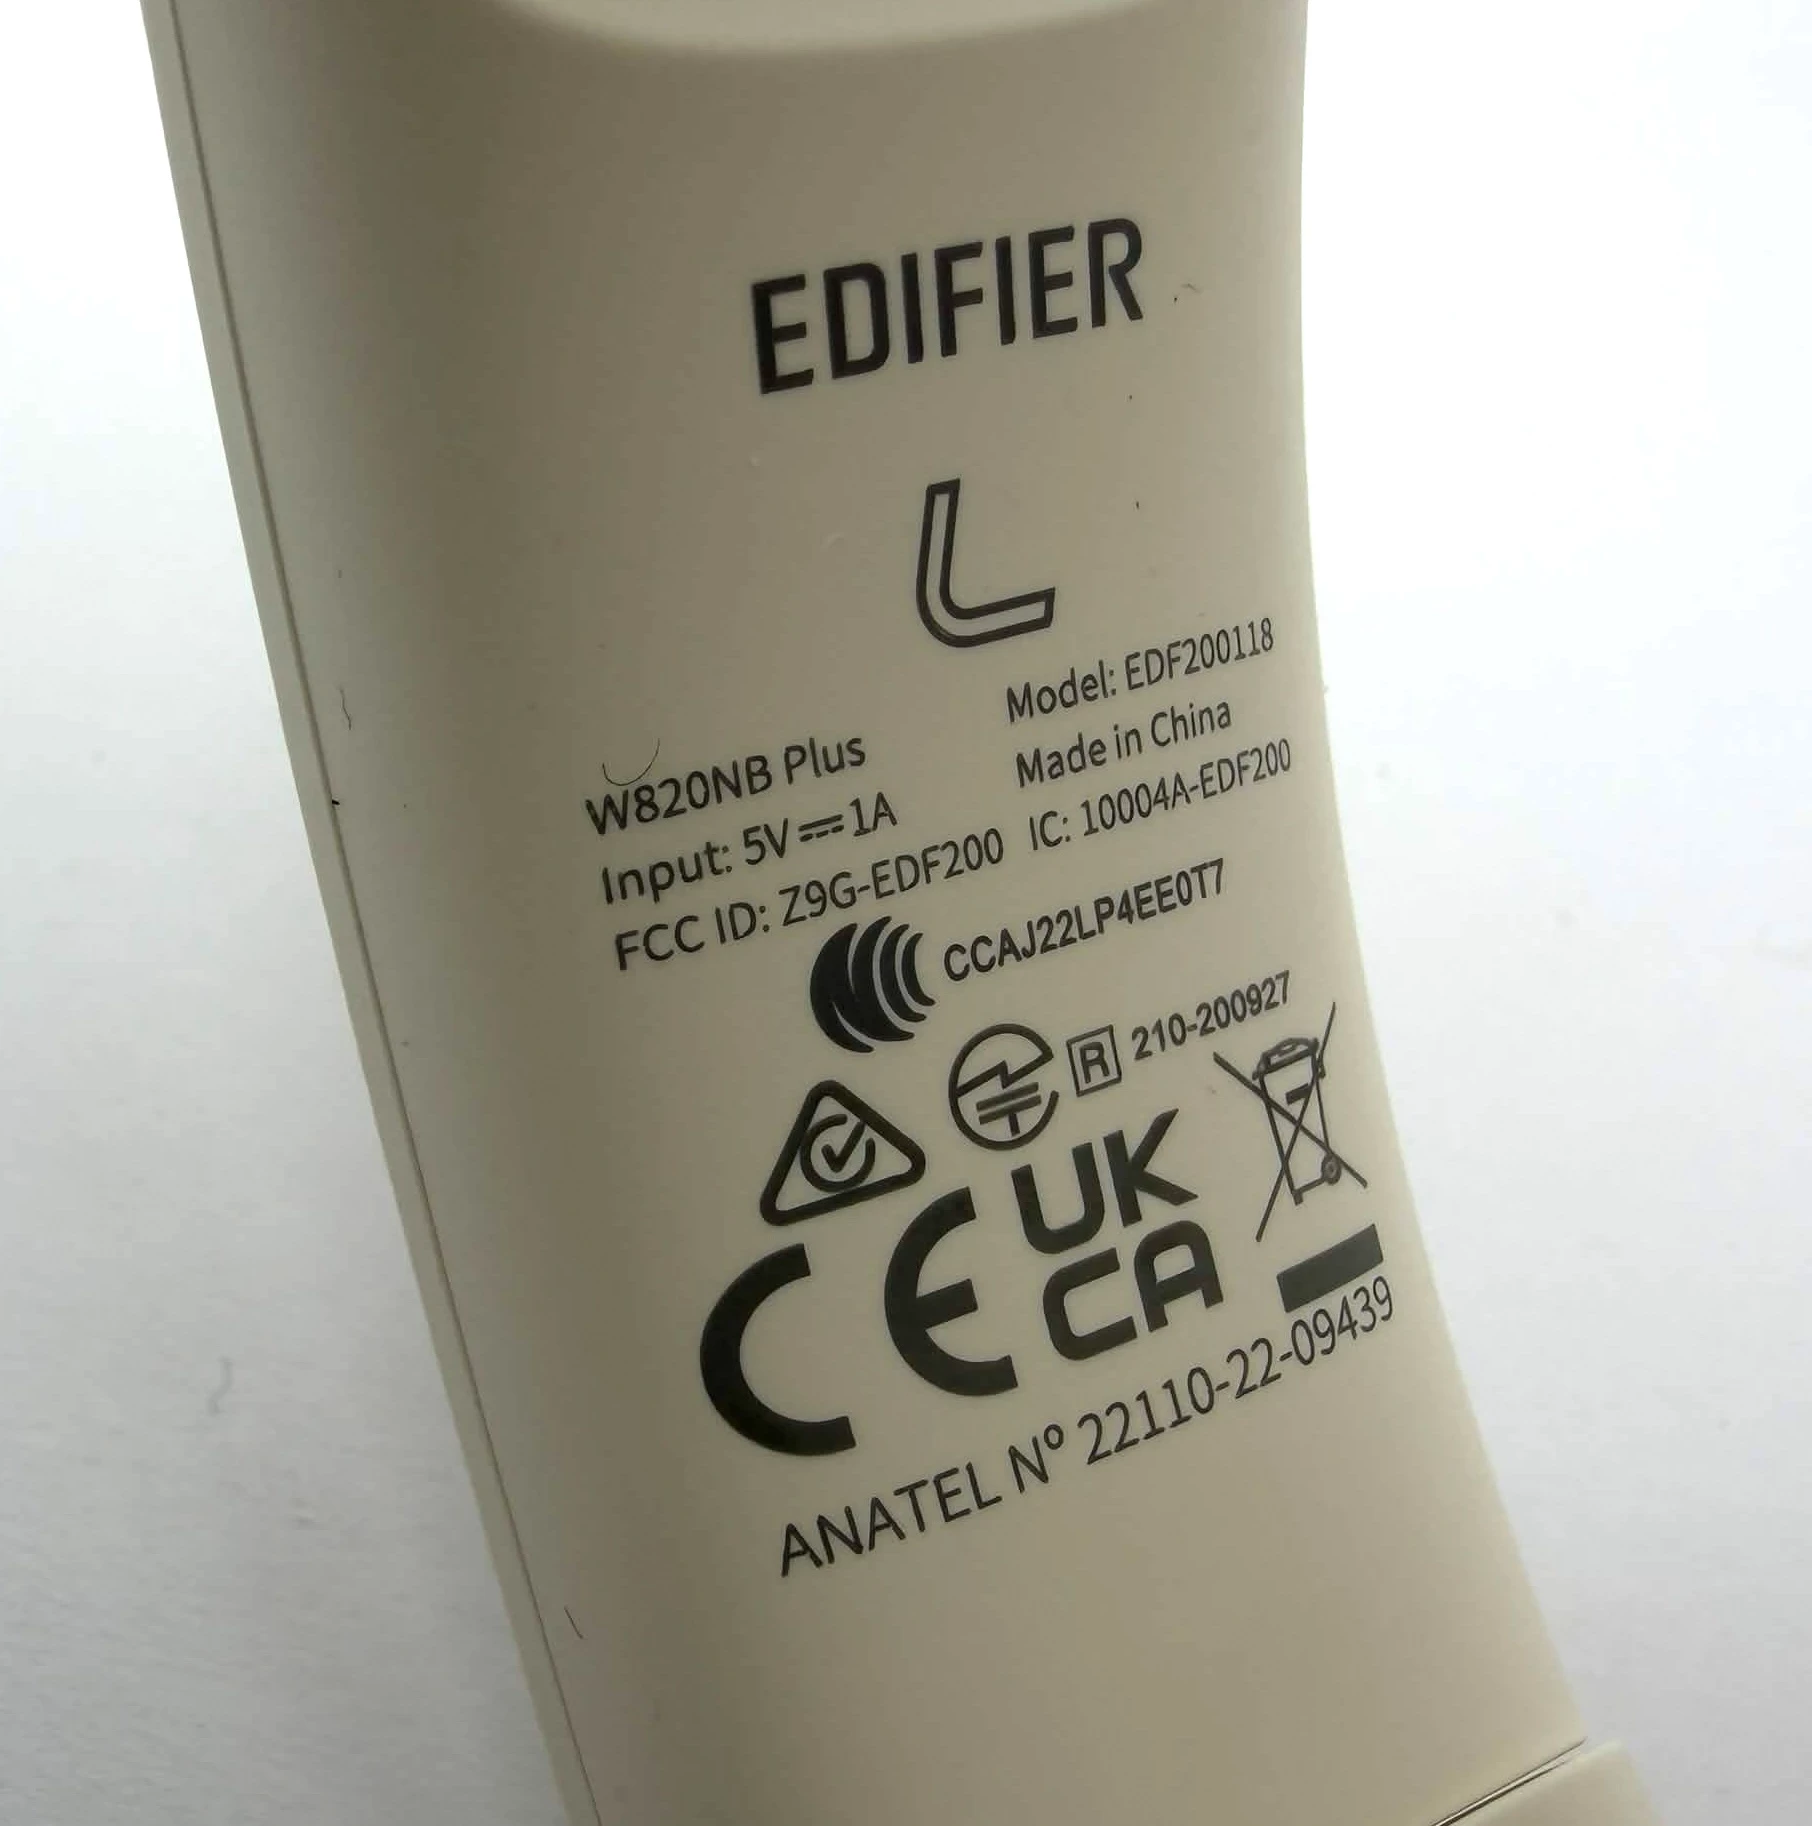 EDIFIER
L
W820NB Plus Model: EDF200118
Input: 5V⎓1A Made in China
FCC ID: Z9G-EDF200 IC: 10004A-EDF200
CCAJ22LP4EE0T7
R 210-200927
CE UK CA
ANATEL Nº 22110-22-09439